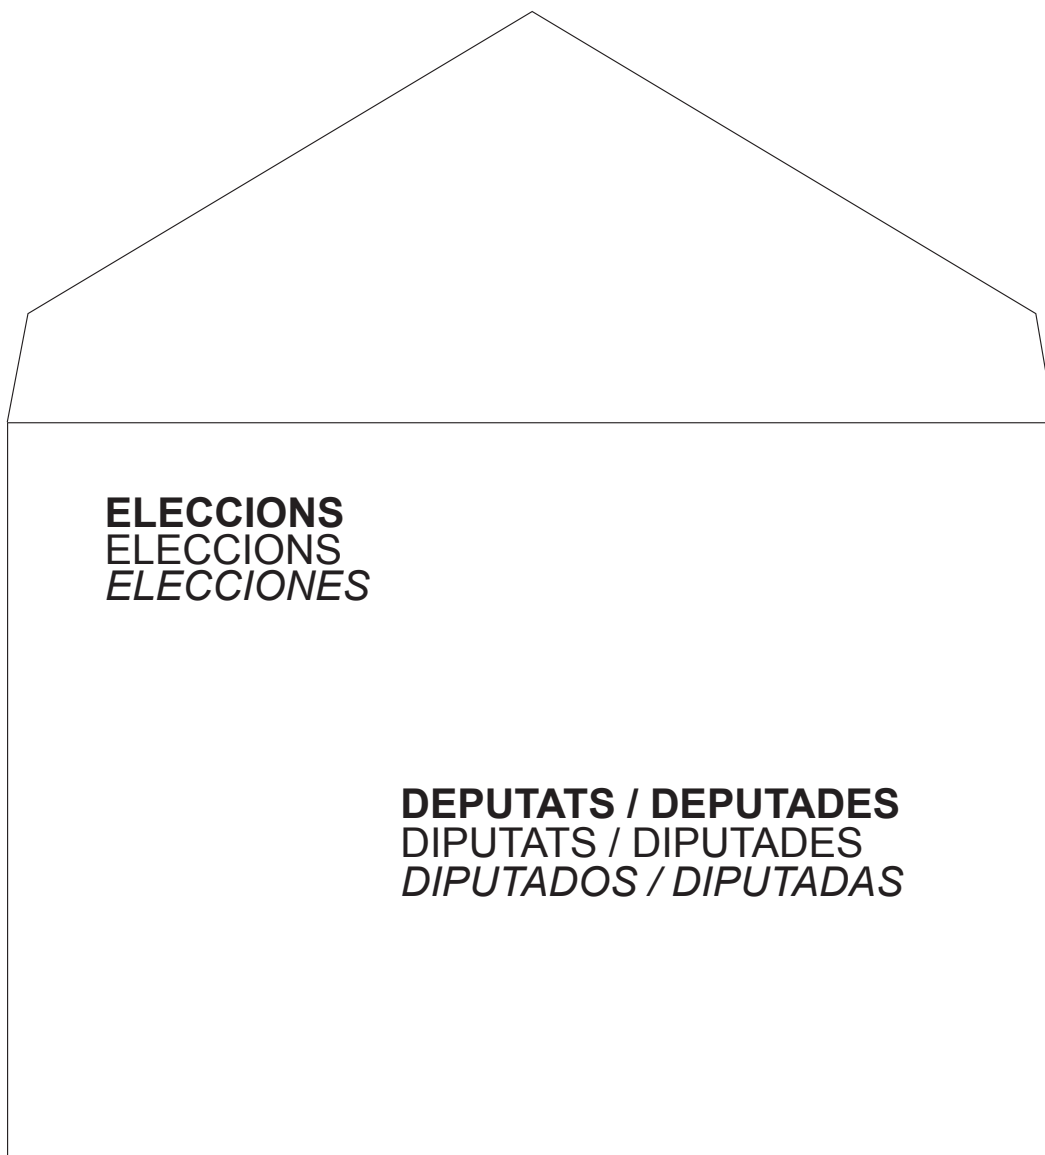 ELECCIONS
ELECCIONS
ELECCIONES
DEPUTATS / DEPUTADES
DIPUTATS / DIPUTADES
DIPUTADOS / DIPUTADAS